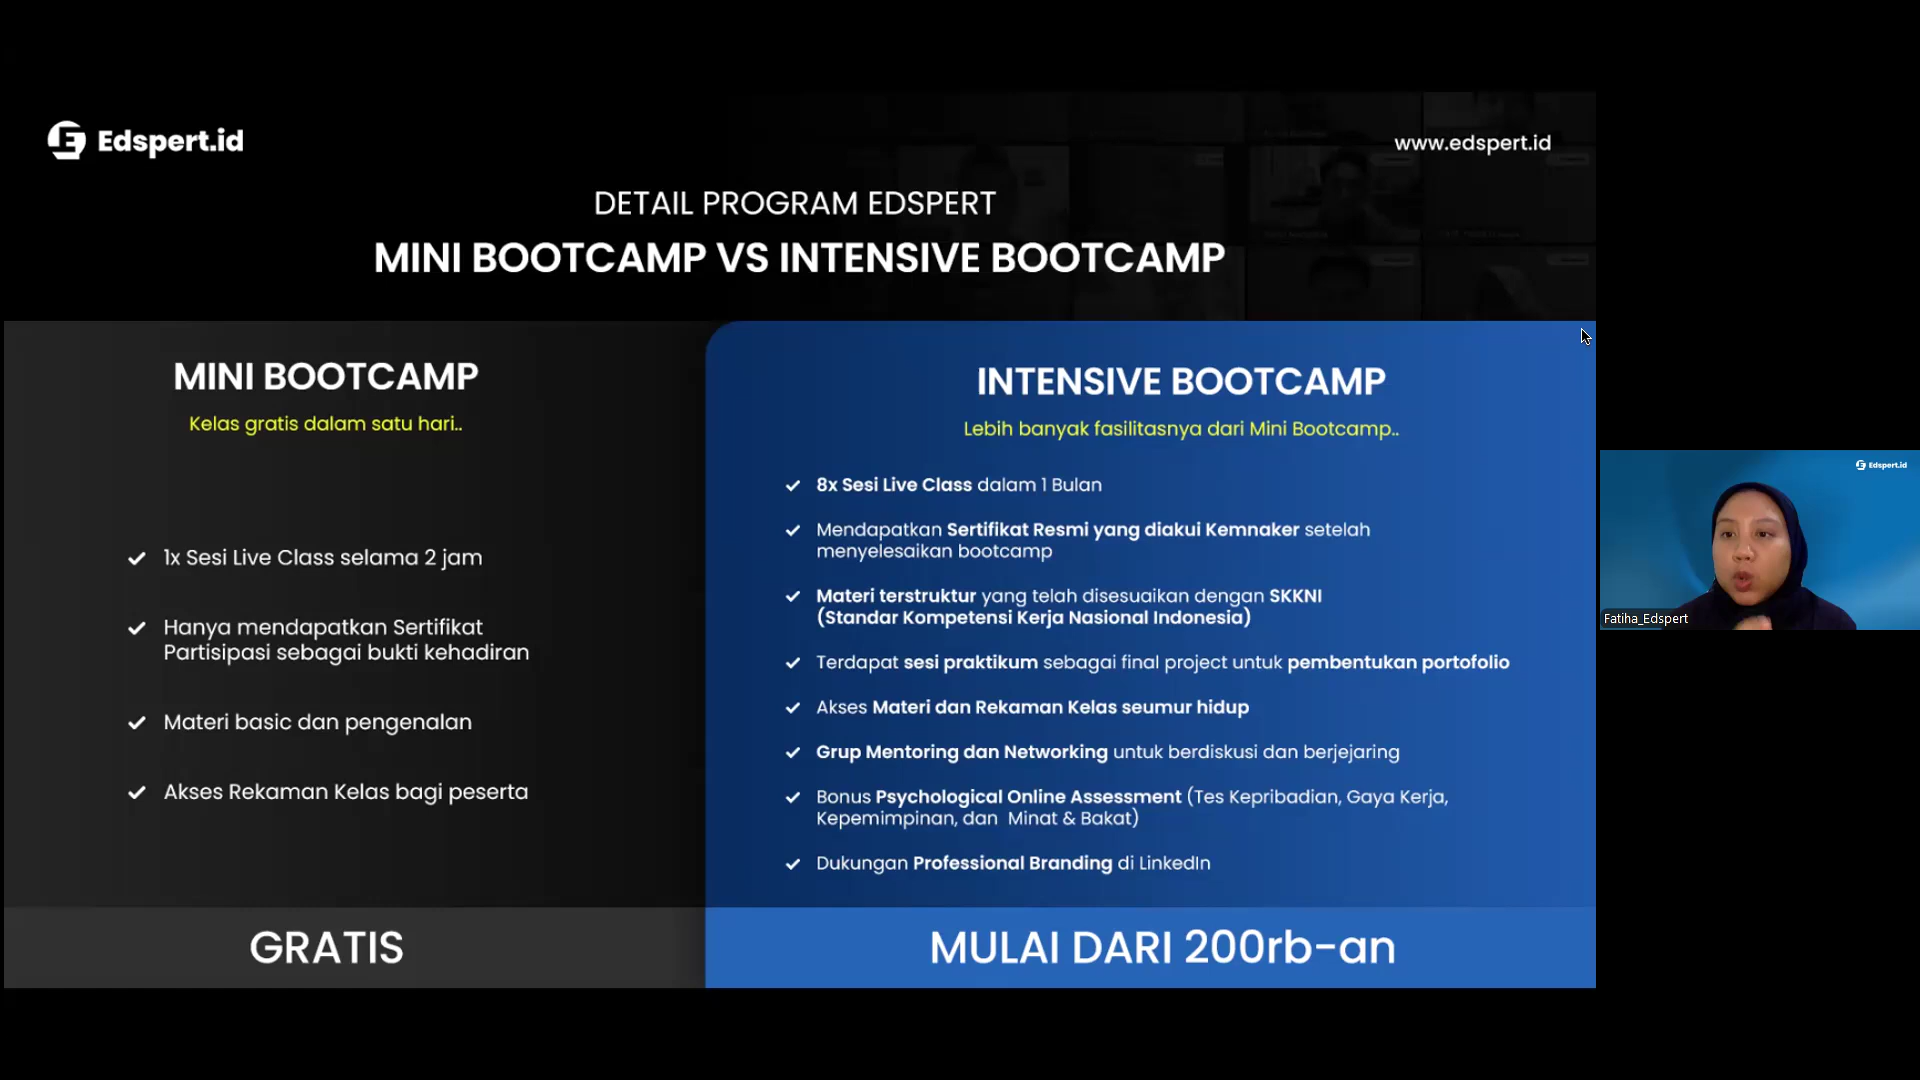 Edspert.id
www.edspert.id
DETAIL PROGRAM EDSPERT
MINI BOOTCAMP VS INTENSIVE BOOTCAMP
MINI BOOTCAMP
Kelas gratis dalam satu hari..
1x Sesi Live Class selama 2 jam
Hanya mendapatkan Sertifikat
Partisipasi sebagai bukti kehadiran
Materi basic dan pengenalan
Akses Rekaman Kelas bagi peserta
GRATIS
INTENSIVE BOOTCAMP
Lebih banyak fasilitasnya dari Mini Bootcamp..
8x Sesi Live Class dalam 1 Bulan
Mendapatkan Sertifikat Resmi yang diakui Kemnaker setelah
menyelesaikan bootcamp
Materi terstruktur yang telah disesuaikan dengan SKKNI
(Standar Kompetensi Kerja Nasional Indonesia)
Terdapat sesi praktikum sebagai final project untuk pembentukan portofolio
Akses Materi dan Rekaman Kelas seumur hidup
Grup Mentoring dan Networking untuk berdiskusi dan berjejaring
Bonus Psychological Online Assessment (Tes Kepribadian, Gaya Kerja,
Kepemimpinan, dan  Minat & Bakat)
Dukungan Professional Branding di LinkedIn
MULAI DARI 200rb-an
Edspert.id
Fatiha_Edspert